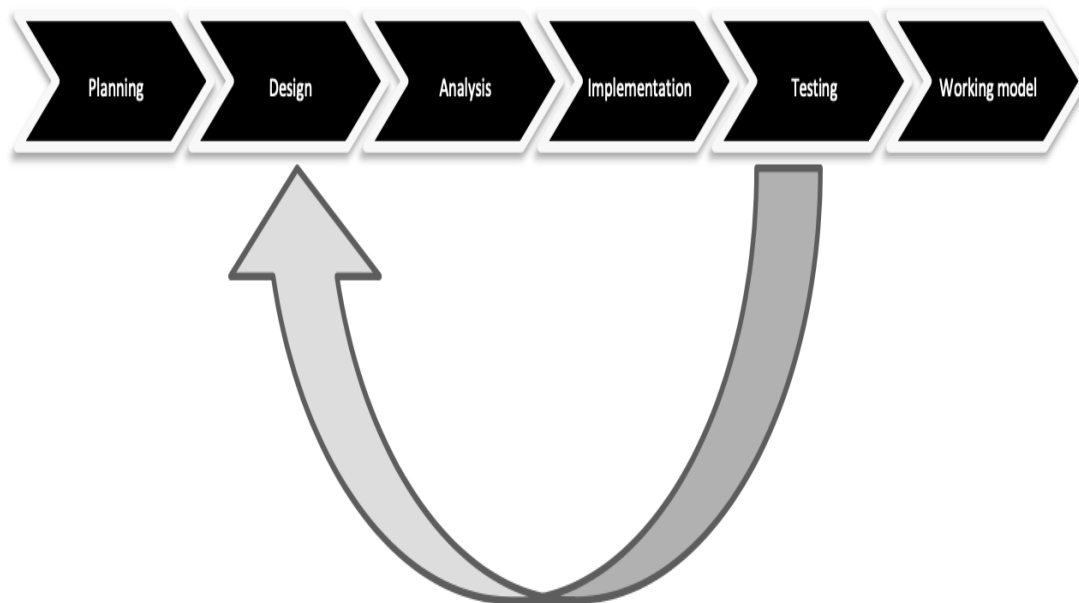 Planning
Design
Analysis
Implementation
Testing
Working model